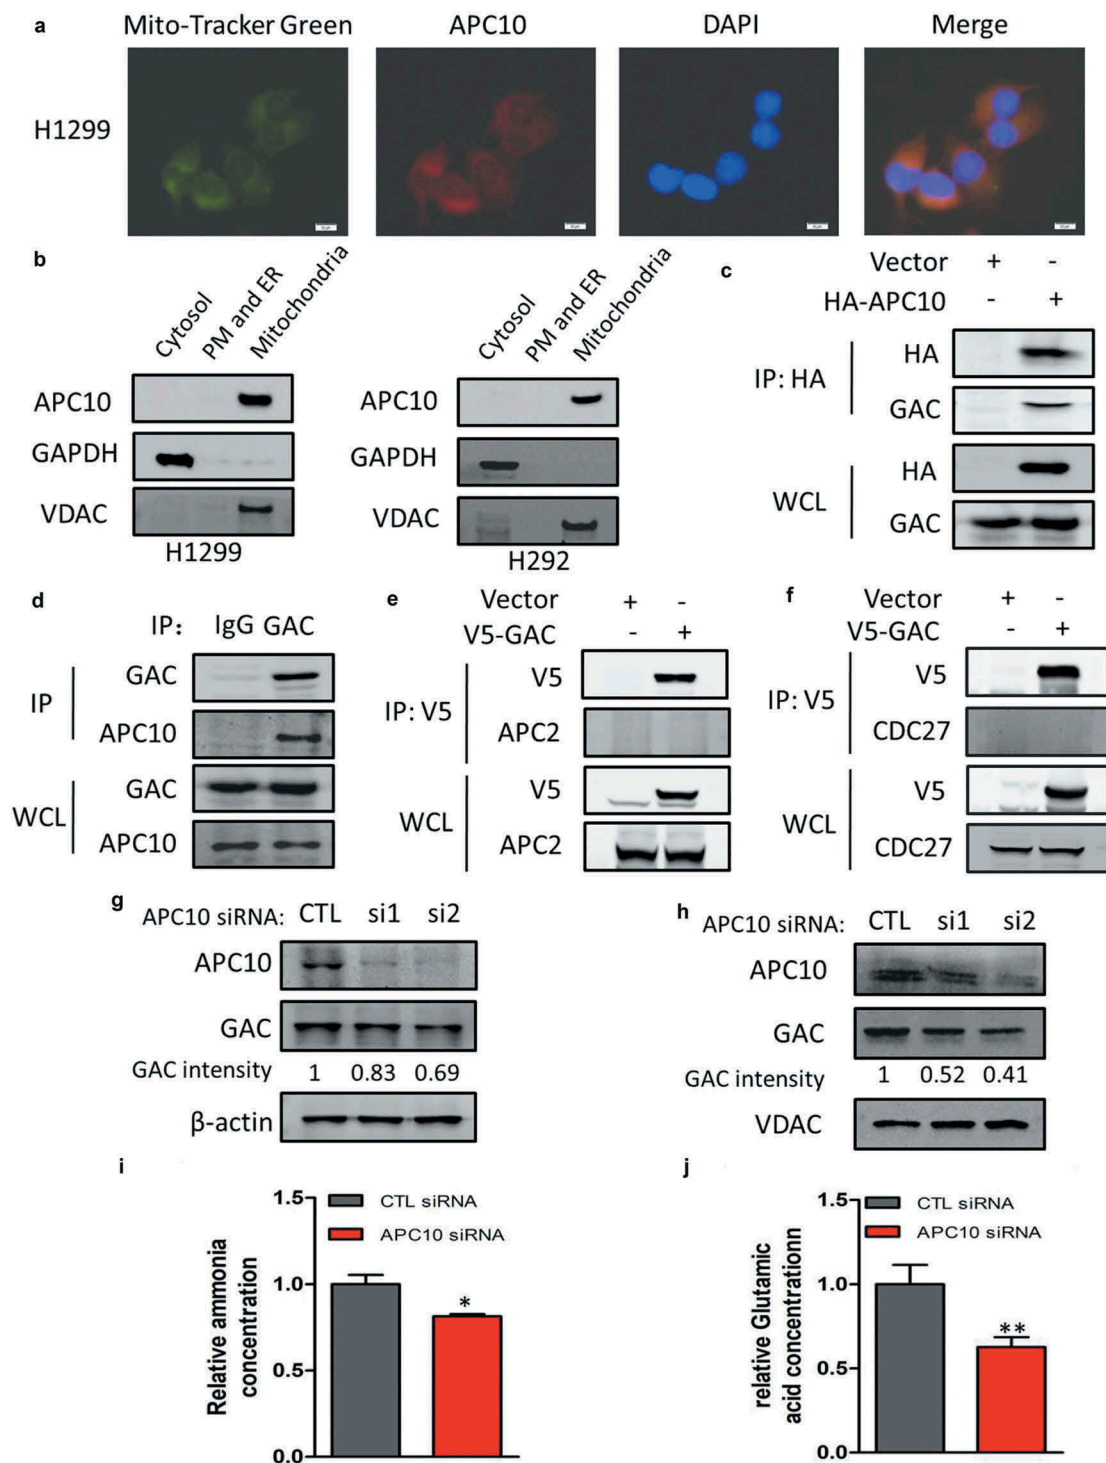 a
Mito-Tracker Green APC10 DAPI Merge
H1299
b
Cytosol
PM and ER
Mitochondria
APC10
GAPDH
VDAC
H1299
Cytosol
PM and ER
Mitochondria
APC10
GAPDH
VDAC
H292
c
Vector + -
HA-APC10 - +
IP: HA
HA
GAC
WCL
HA
GAC
d
IP: IgG GAC
IP
GAC
APC10
WCL
GAC
APC10
e
Vector + -
V5-GAC - +
IP: V5
V5
APC2
WCL
V5
APC2
f
Vector + -
V5-GAC - +
IP: V5
V5
CDC27
WCL
V5
CDC27
g
APC10 siRNA: CTL si1 si2
APC10
GAC
GAC intensity 1 0.83 0.69
β-actin
h
APC10 siRNA: CTL si1 si2
APC10
GAC
GAC intensity 1 0.52 0.41
VDAC
i
Relative ammonia
concentration
1.5
1.0
0.5
0.0
CTL siRNA
APC10 siRNA
*
j
relative Glutamic
acid concentrationn
1.5
1.0
0.5
0.0
CTL siRNA
APC10 siRNA
**